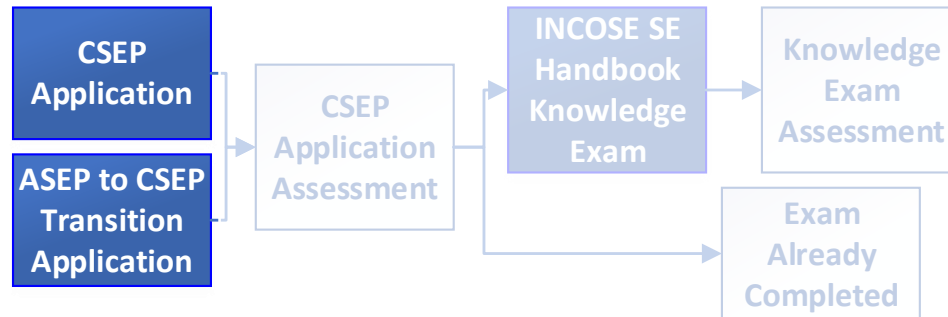 CSEP
Application
ASEP to CSEP
Transition
Application
CSEP
Application
Assessment
INCOSE SE
Handbook
Knowledge
Exam
Knowledge
Exam
Assessment
Exam
Already
Completed